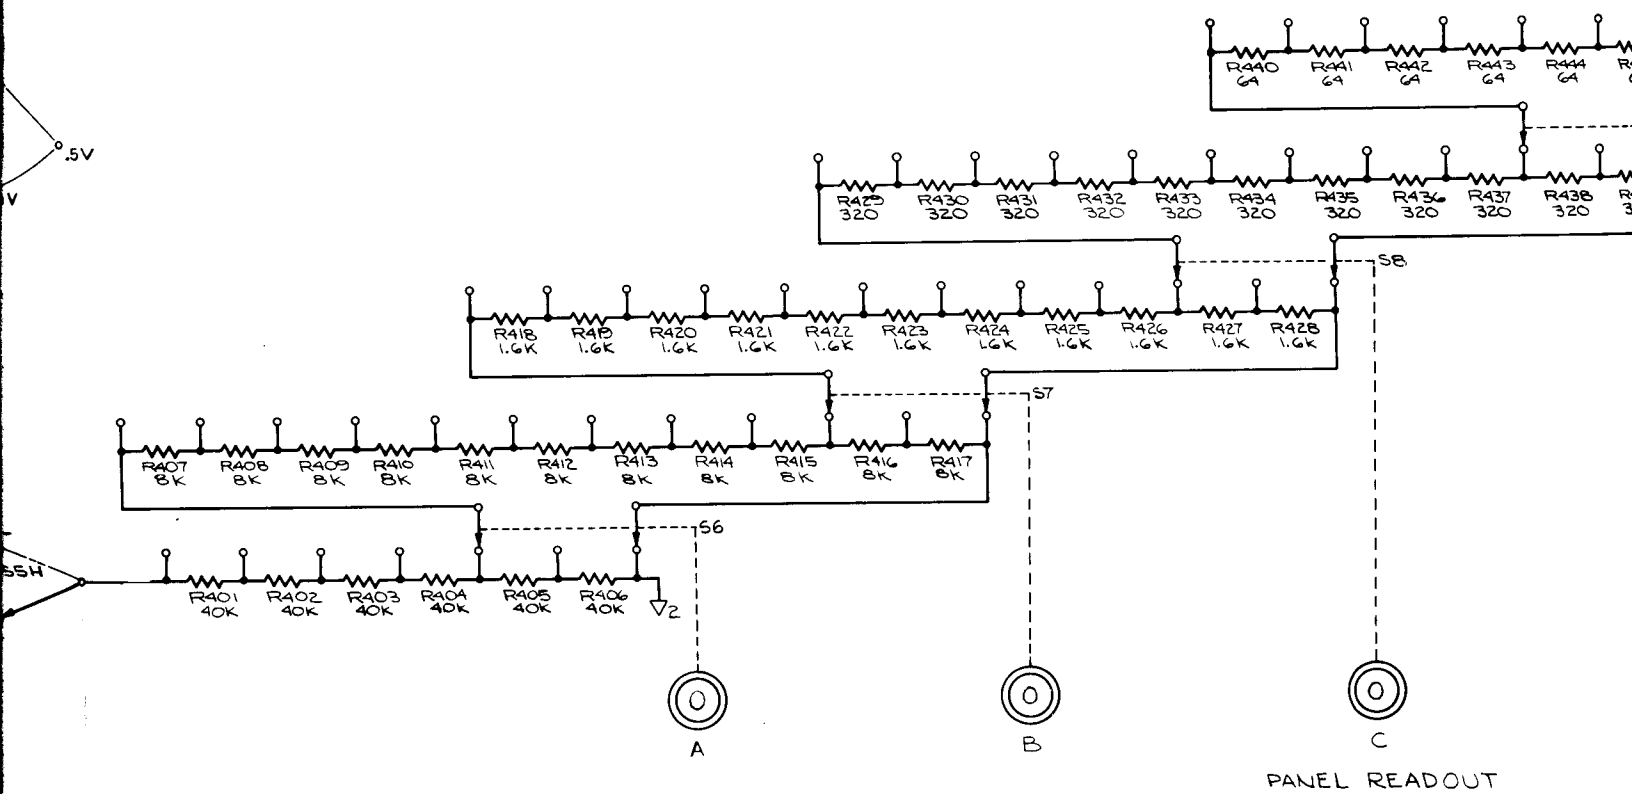 R440 R441 R442 R443 R444
64 64 64 64 64
.5V
V
R429 R430 R431 R432 R433 R434 R435 R436 R437 R438
320 320 320 320 320 320 320 320 320 320
S8
R418 R419 R420 R421 R422 R423 R424 R425 R426 R427 R428
1.6K 1.6K 1.6K 1.6K 1.6K 1.6K 1.6K 1.6K 1.6K 1.6K 1.6K
S7
R407 R408 R409 R410 R411 R412 R413 R414 R415 R416 R417
8K 8K 8K 8K 8K 8K 8K 8K 8K 8K 8K
S6
S5H
R401 R402 R403 R404 R405 R406
40K 40K 40K 40K 40K 40K
2
A B C
PANEL READOUT